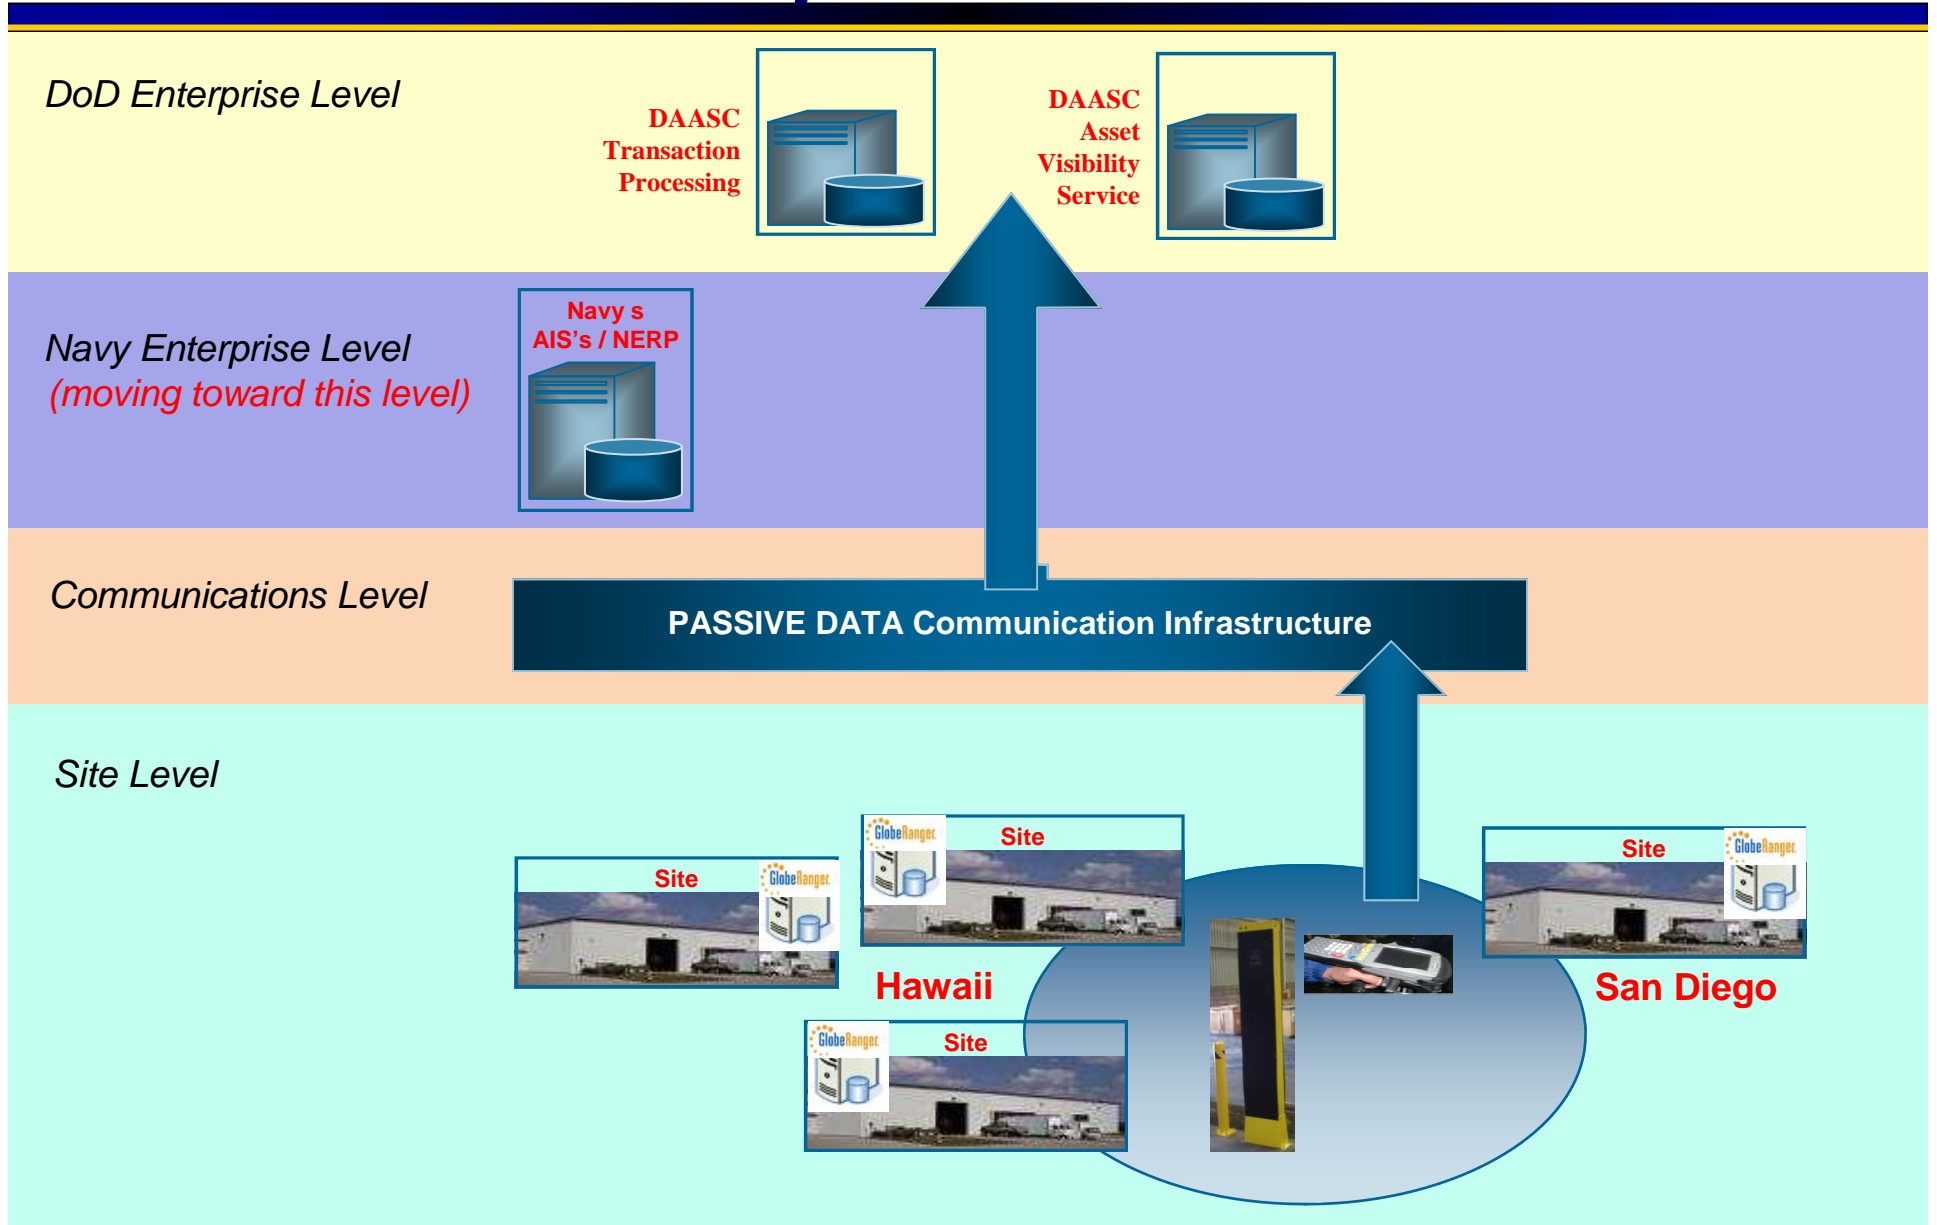 DoD Enterprise Level
DAASC
Transaction
Processing
DAASC
Asset
Visibility
Service
Navy Enterprise Level
(moving toward this level)
Navy s
AIS's / NERP
Communications Level
PASSIVE DATA Communication Infrastructure
Site Level
Site
GlobeRanger
GlobeRanger
Site
Site
GlobeRanger
Hawaii
San Diego
GlobeRanger
Site